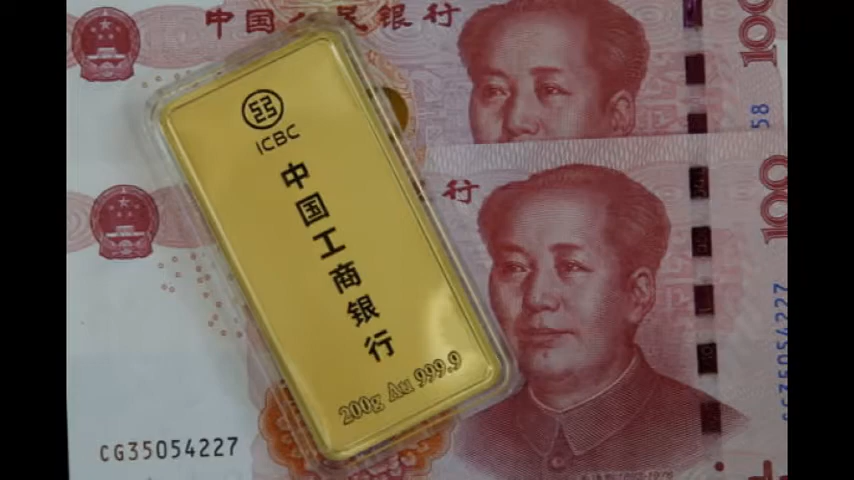 中国人民银行
100
58
ICBC
中国工商银行
200g Au 999.9
行
100
CG35054227
CG35054227